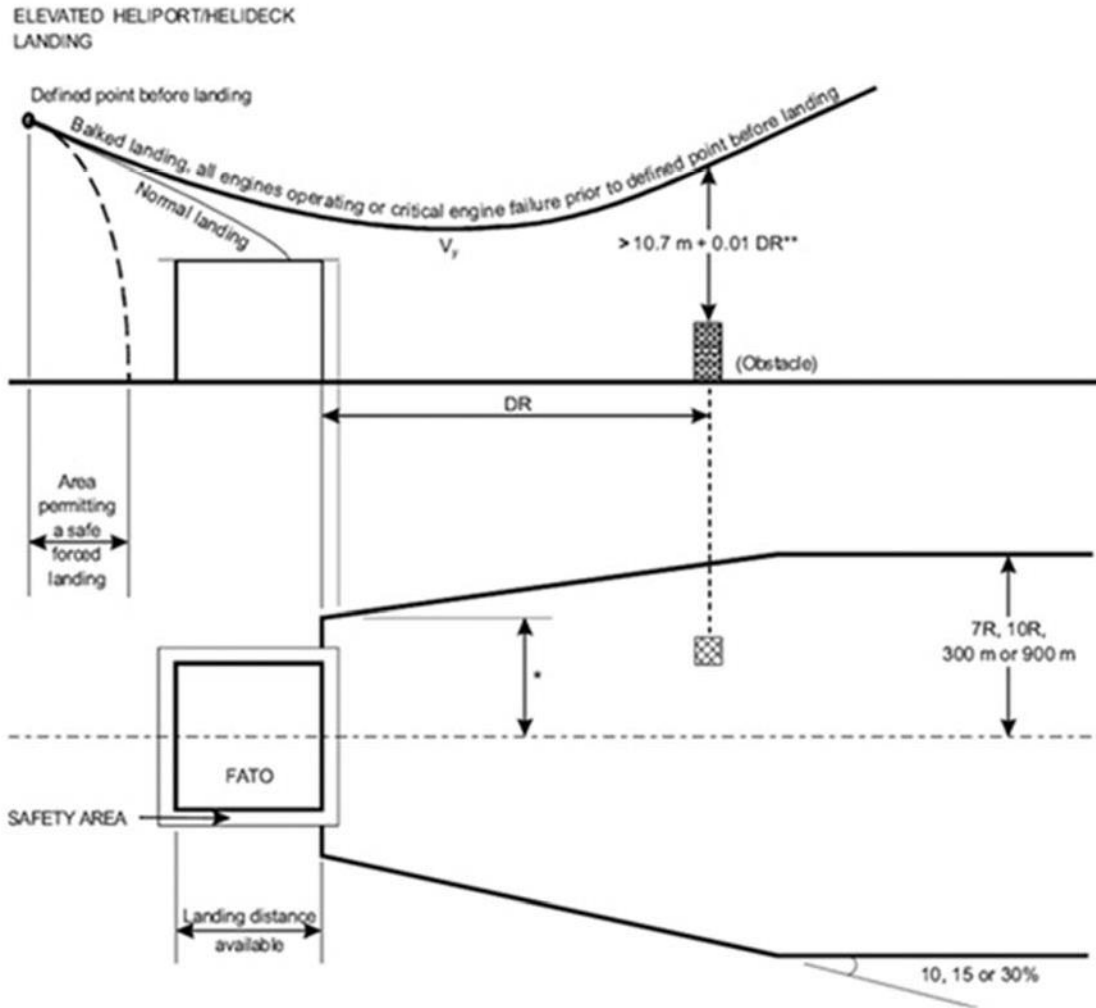 ELEVATED HELIPORT/HELIDECK
LANDING
Defined point before landing
Balked landing, all engines operating or critical engine failure prior to defined point before landing
Normal landing
Vy
> 10.7 m + 0.01 DR**
(Obstacle)
DR
Area
permitting
a safe
forced
landing
7R, 10R,
300 m or 900 m
*
FATO
SAFETY AREA
Landing distance
available
10, 15 or 30%